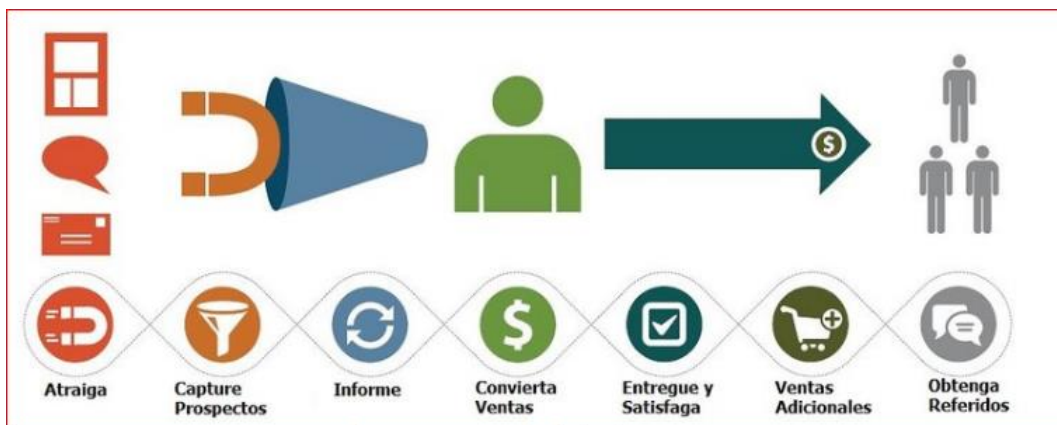 $
$
Atraiga
Capture
Prospectos
Informe
Convierta
Ventas
Entregue y
Satisfaga
Ventas
Adicionales
Obtenga
Referidos